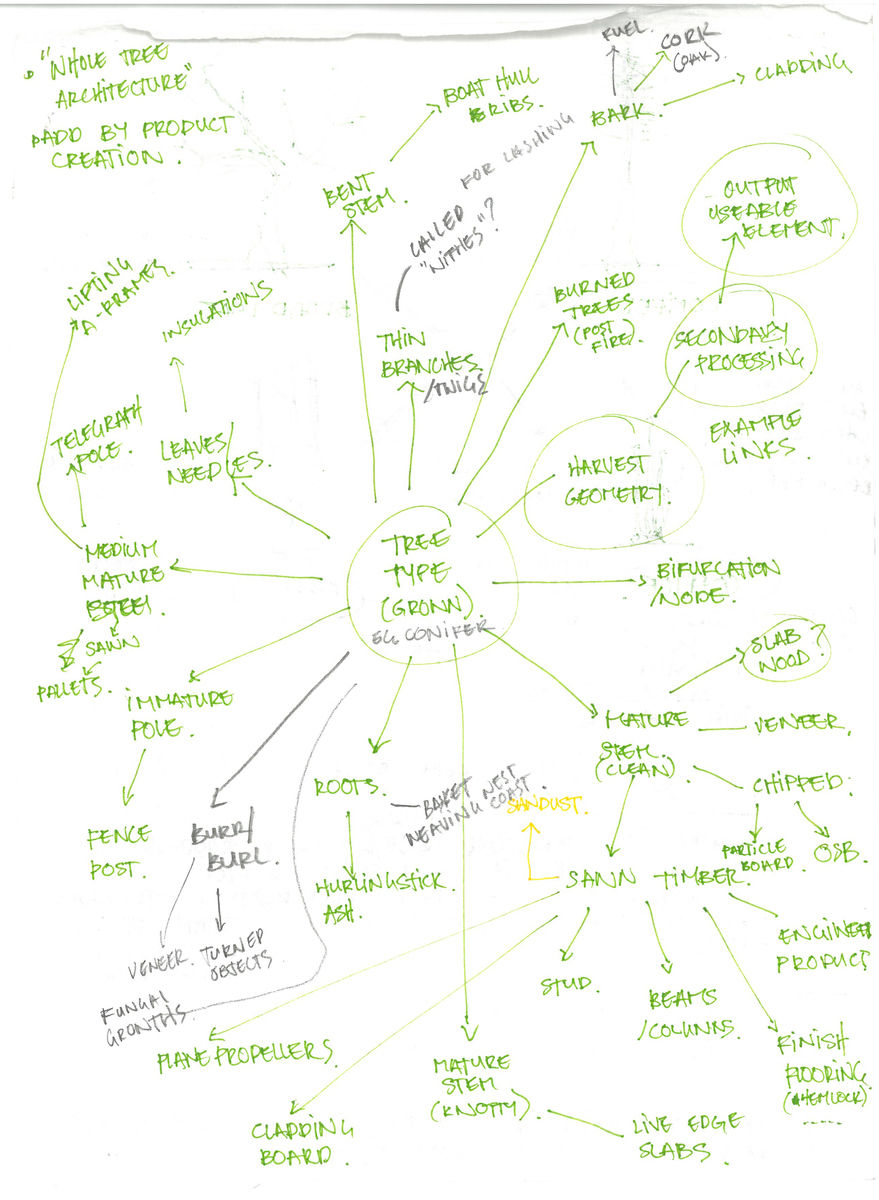 "WHOLE TREE
ARCHITECTURE"
ADD BY PRODUCT
CREATION.
FUEL.
CORK
(OAK).
CLADDING
BARK.
BOAT HULL
RIBS.
BENT
STEM.
FOR LASHING
CALLED
"WITHES"?
OUTPUT
USEABLE
ELEMENT.
LIFTING
A-FRAMES.
INSULATIONS
BURNED
TREES
(POST
FIRE).
THIN
BRANCHES
/TWIGS
SECONDARY
PROCESSING.
EXAMPLE
LINKS.
TELEGRAPH
POLE.
LEAVES/
NEEDLES.
HARVEST
GEOMETRY.
TREE
TYPE
(GROWN).
EG. CONIFER
MEDIUM
MATURE
STEM.
SAWN
PALLETS.
BIFURCATION
/NODE.
IMMATURE
POLE.
SLAB
WOOD?
MATURE
STEM.
(CLEAN)
VENEER.
CHIPPED.
PARTICLE
BOARD.
OSB.
ROOTS.
BASKET NEST
WEAVING COAST.
SAWDUST.
FENCE
POST.
BURR/
BURL.
HURLINGSTICK.
ASH.
SAWN TIMBER.
VENEER.
TURNED
OBJECTS.
FUNGAL
GROWTHS.
STUD.
BEAMS
/COLUMNS.
ENGINEER
PRODUCT
FINISH
FLOORING.
(HEMLOCK)
PLANE PROPELLERS.
CLADDING
BOARD.
MATURE
STEM
(KNOTTY).
LIVE EDGE
SLABS.